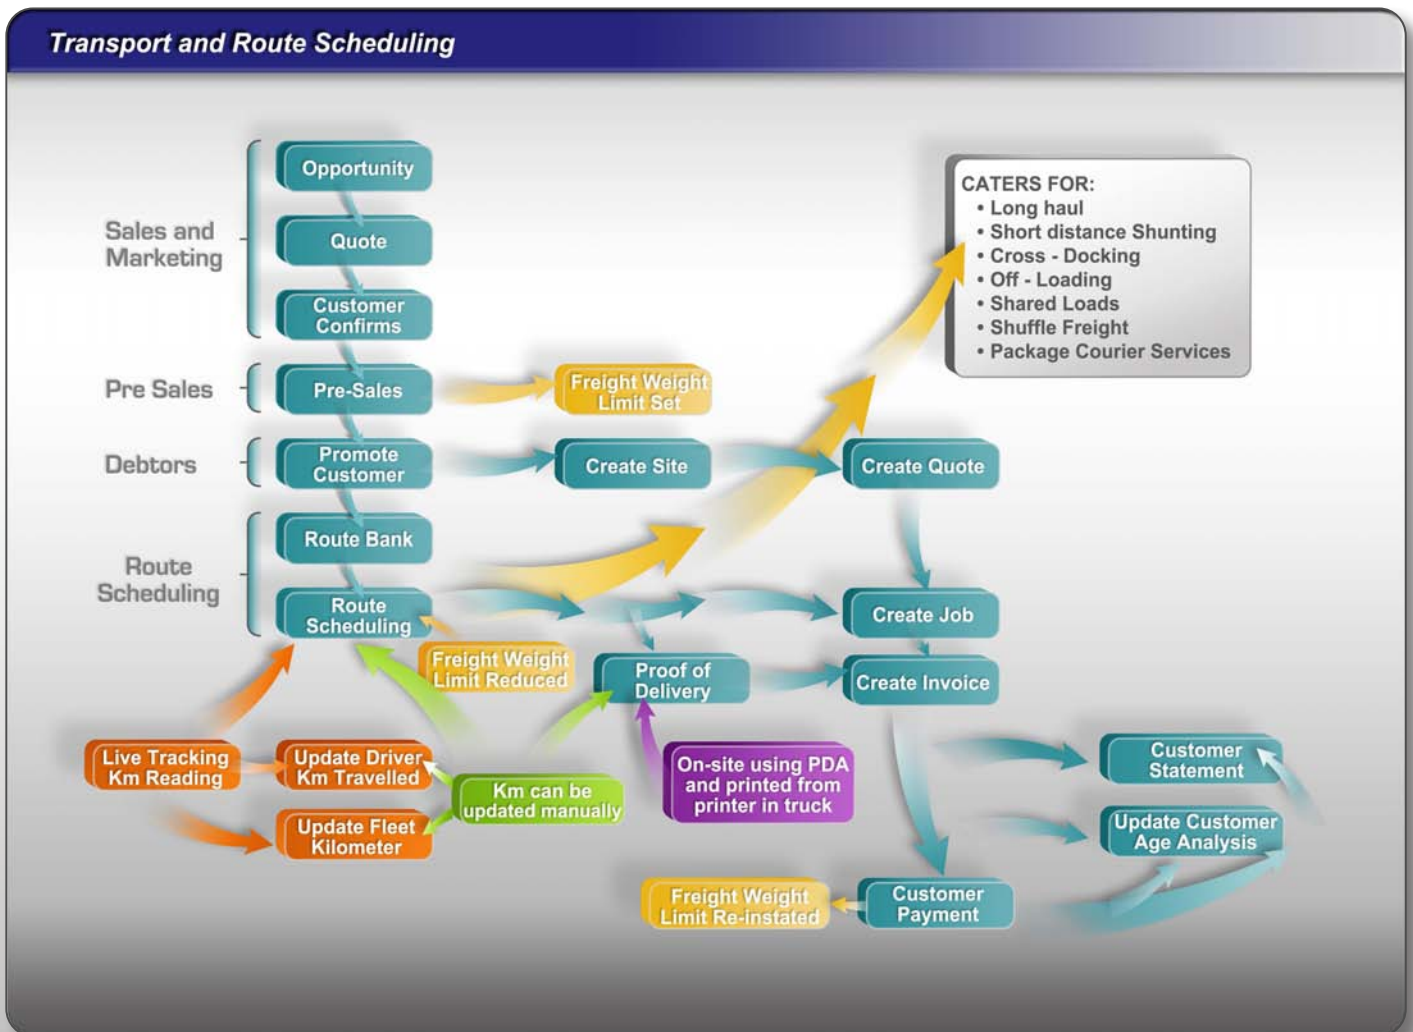 Transport and Route Scheduling
Sales and
Marketing
Opportunity
Quote
Customer
Confirms
CATERS FOR:
• Long haul
• Short distance Shunting
• Cross - Docking
• Off - Loading
• Shared Loads
• Shuffle Freight
• Package Courier Services
Pre Sales
Pre-Sales
Freight Weight
Limit Set
Debtors
Promote
Customer
Create Site
Create Quote
Route
Scheduling
Route Bank
Route
Scheduling
Create Job
Freight Weight
Limit Reduced
Proof of
Delivery
Create Invoice
Live Tracking
Km Reading
Update Driver
Km Travelled
Km can be
updated manually
On-site using PDA
and printed from
printer in truck
Customer
Statement
Update Fleet
Kilometer
Update Customer
Age Analysis
Freight Weight
Limit Re-instated
Customer
Payment